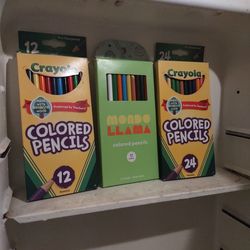 12
Crayola
COLORED
PENCILS
12
MONDO
LLAMA
colored pencils
24
Crayola
COLORED
PENCILS
24